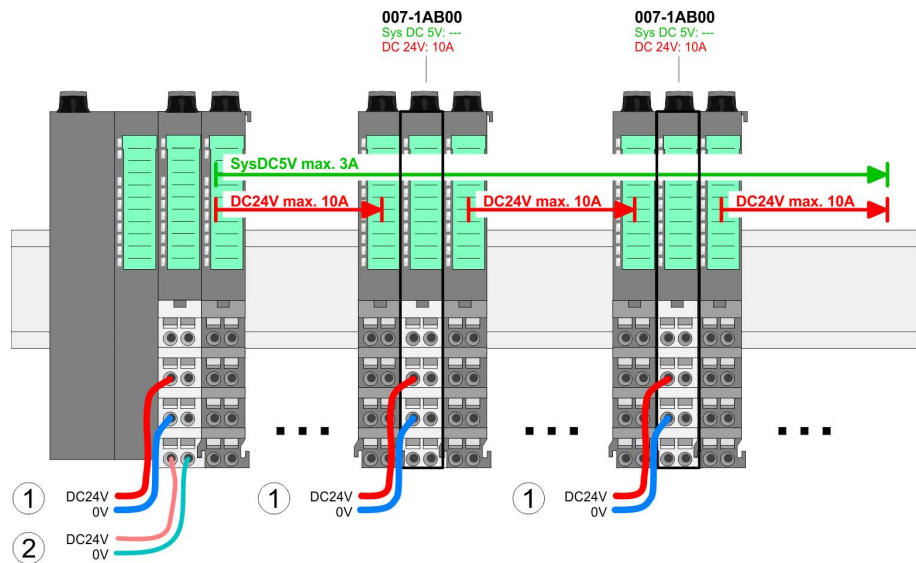 007-1AB00
Sys DC 5V: ---
DC 24V: 10A
007-1AB00
Sys DC 5V: ---
DC 24V: 10A
SysDC5V max. 3A
DC24V max. 10A
DC24V max. 10A
DC24V max. 10A
1
DC24V
0V
1
DC24V
0V
1
DC24V
0V
2
DC24V
0V